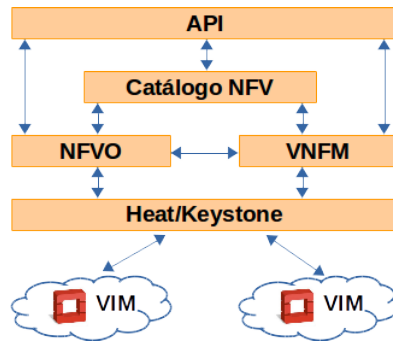 API
Catálogo NFV
NFVO
VNFM
Heat/Keystone
VIM
VIM